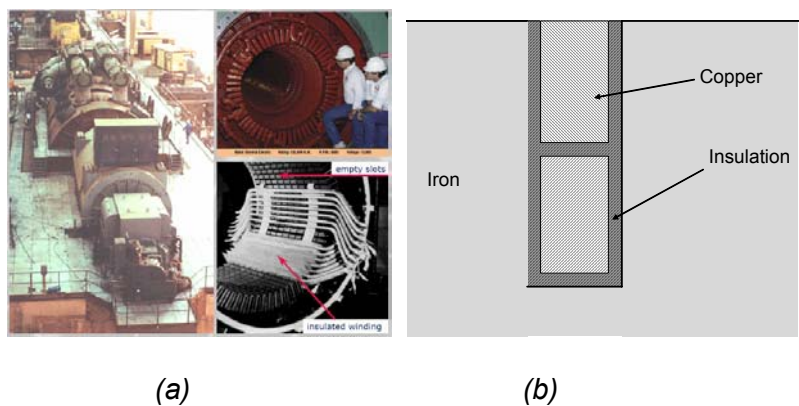 empty slots
insulated winding
Copper
Insulation
Iron
(a)
(b)